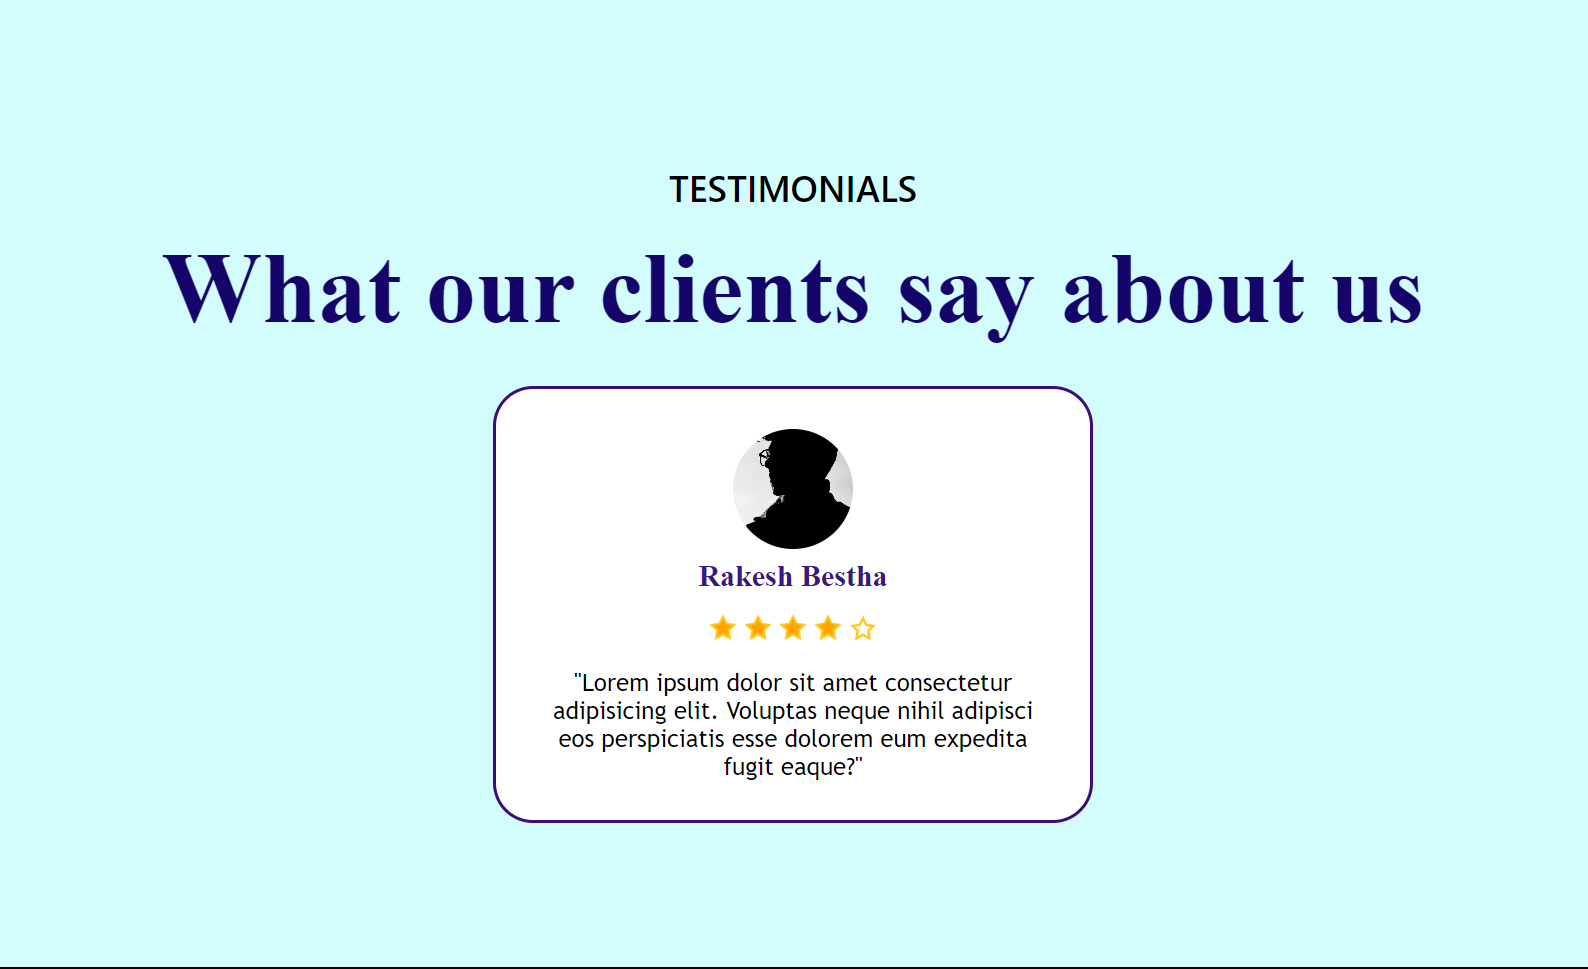 TESTIMONIALS
What our clients say about us
Rakesh Bestha
"Lorem ipsum dolor sit amet consectetur
adipisicing elit. Voluptas neque nihil adipisci
eos perspiciatis esse dolorem eum expedita
fugit eaque?"